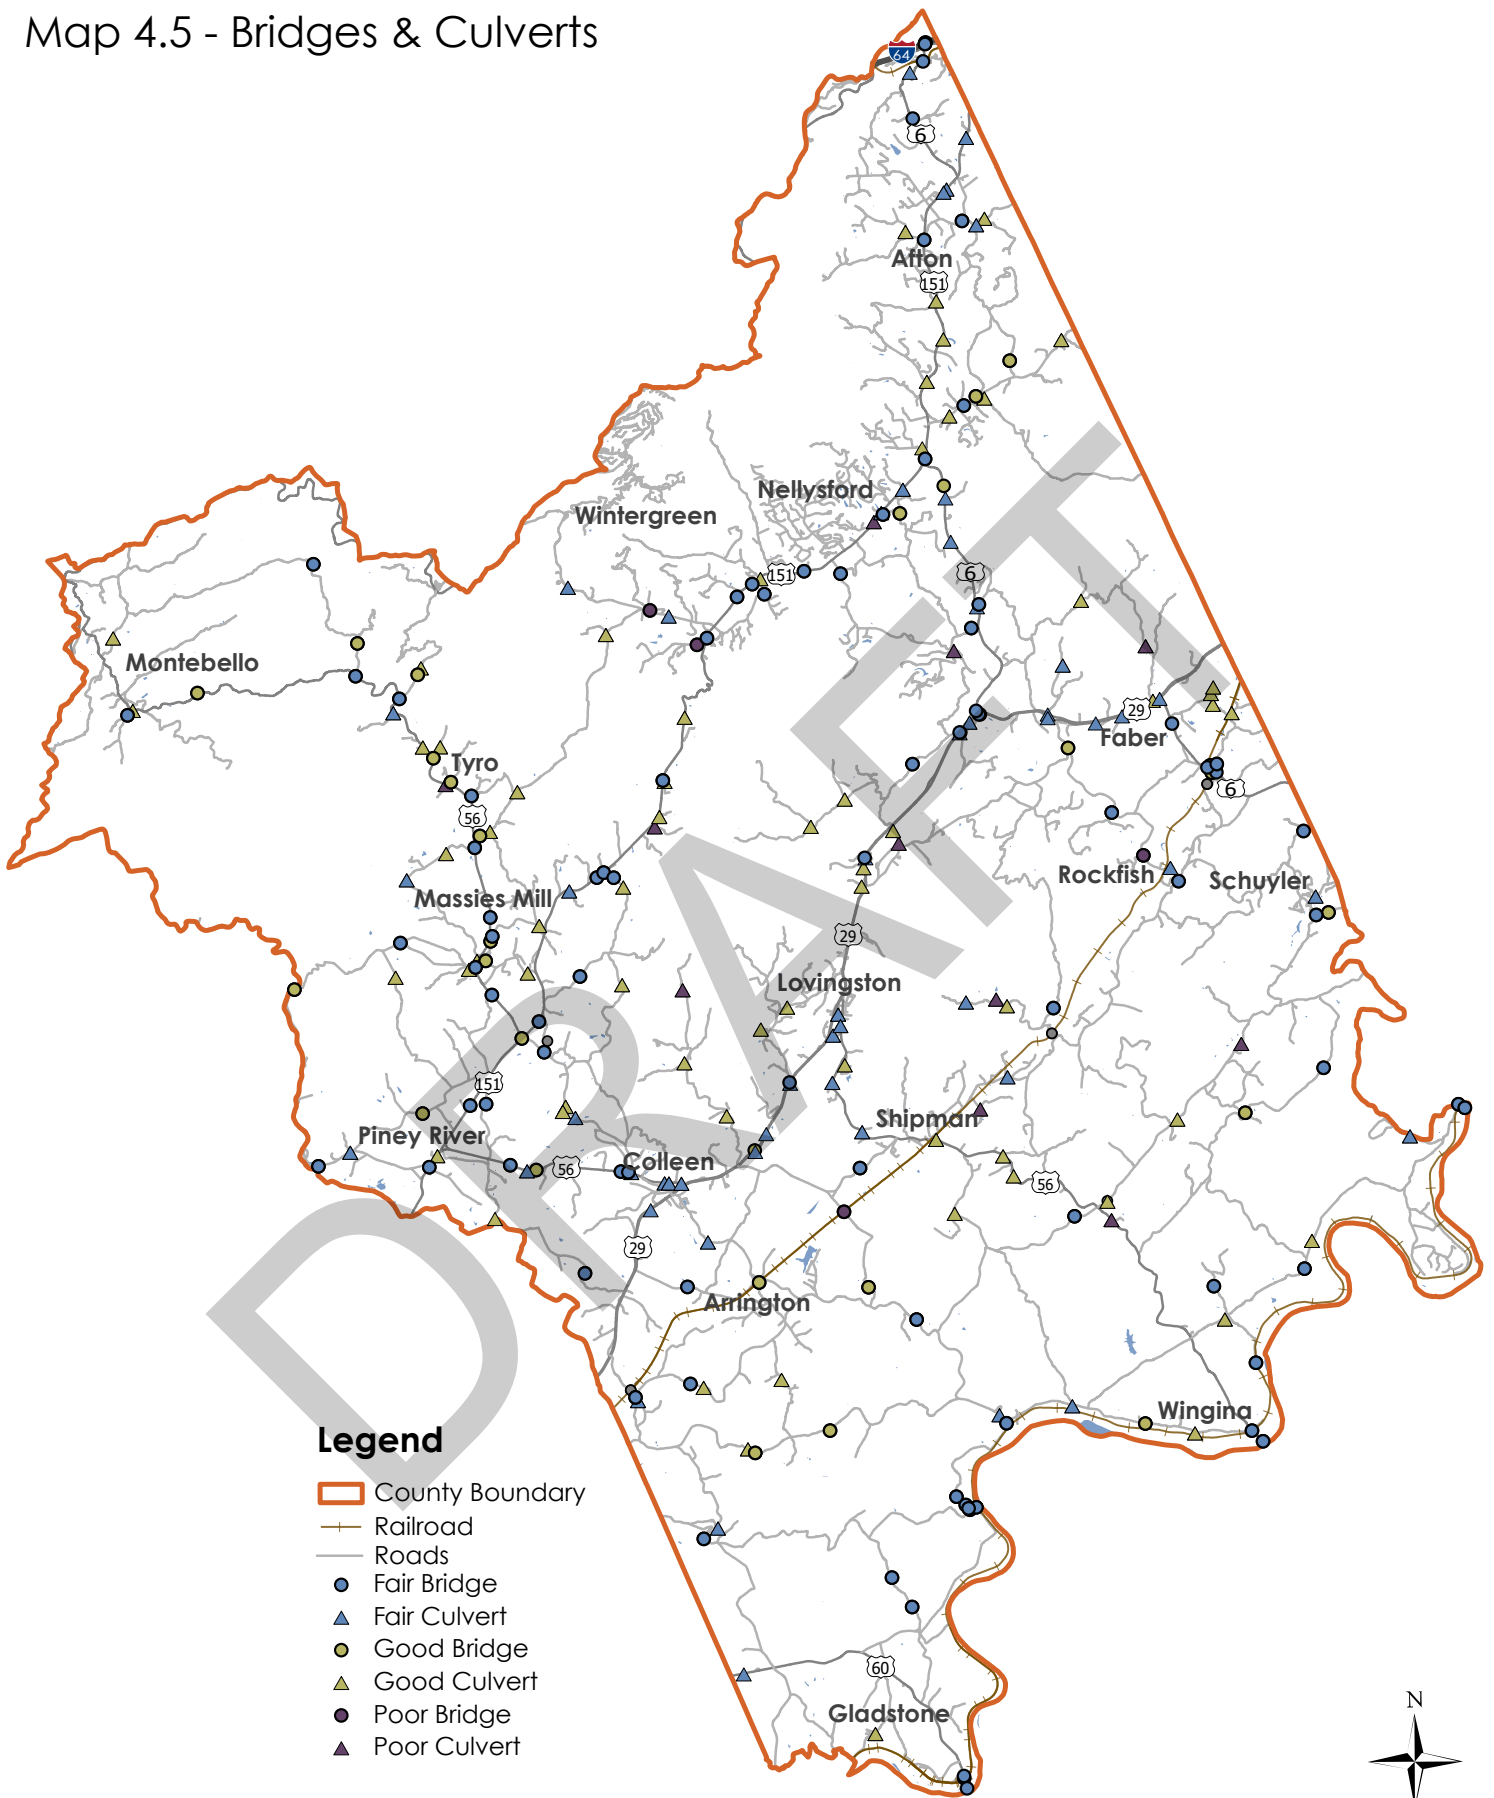 Map 4.5 - Bridges & Culverts
64
6
Afton
151
Nellysford
Wintergreen
151
6
Montebello
29
Faber
Tyro
6
56
Rockfish
Schuyler
Massies Mill
29
Lovingston
151
Shipman
Piney River
Colleen
56
56
29
Arrington
Wingina
60
Gladstone
DRAFT
Legend
County Boundary
Railroad
Roads
Fair Bridge
Fair Culvert
Good Bridge
Good Culvert
Poor Bridge
Poor Culvert
N